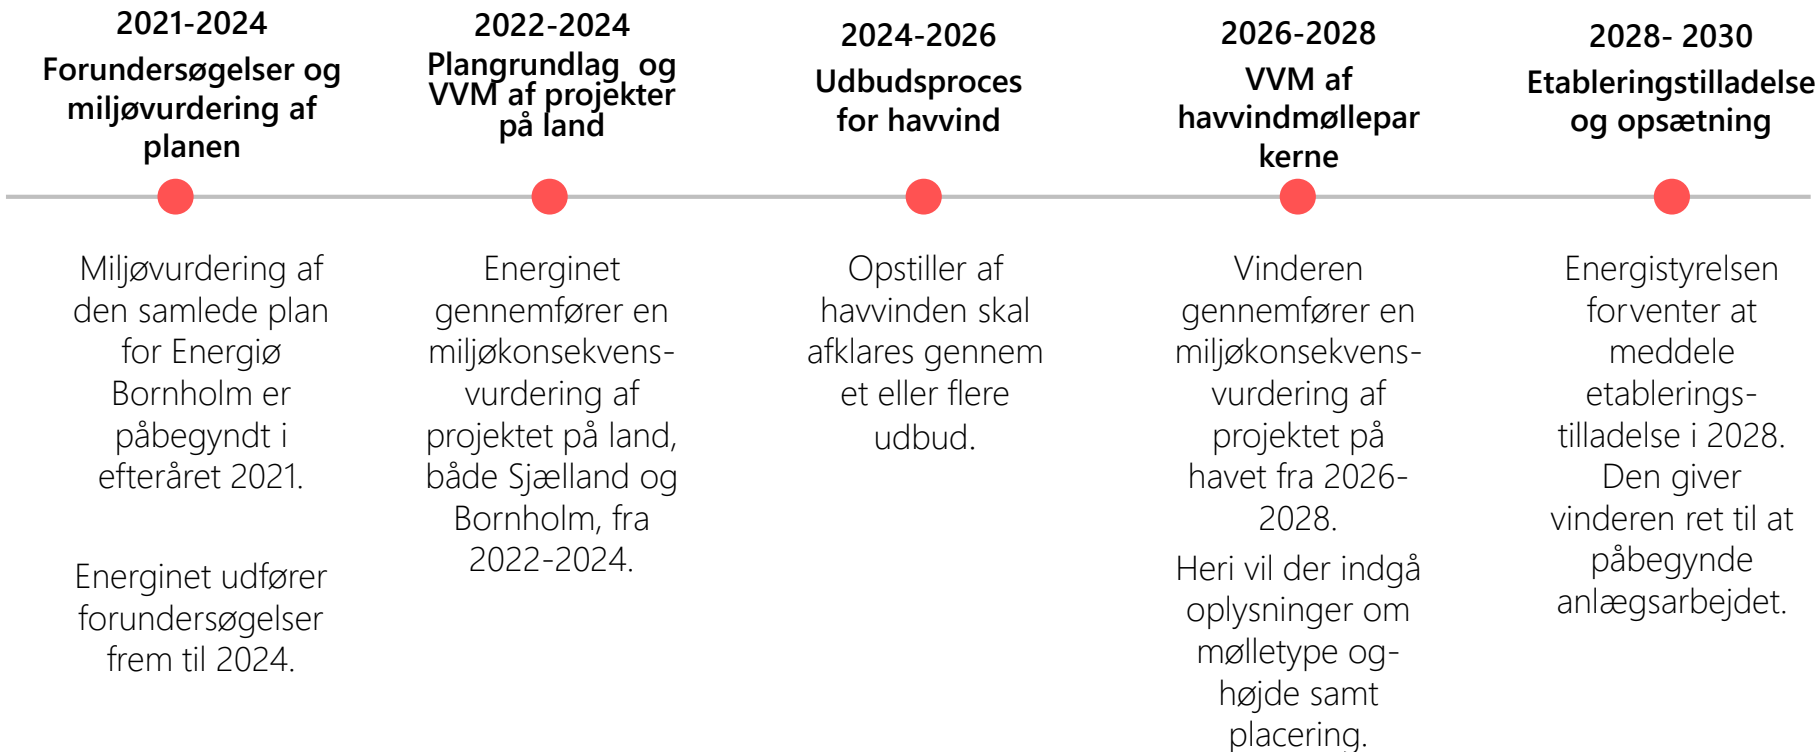 2021-2024
Forundersøgelser og
miljøvurdering af
planen
Miljøvurdering af
den samlede plan
for Energiø
Bornholm er
påbegyndt i
efteråret 2021.
Energinet udfører
forundersøgelser
frem til 2024.
2022-2024
Plangrundlag og
VVM af projekter
på land
Energinet
gennemfører en
miljøkonsekvens-
vurdering af
projektet på land,
både Sjælland og
Bornholm, fra
2022-2024.
2024-2026
Udbudsproces
for havvind
Opstiller af
havvinden skal
afklares gennem
et eller flere
udbud.
2026-2028
VVM af
havvindmøllepar
kerne
Vinderen
gennemfører en
miljøkonsekvens-
vurdering af
projektet på
havet fra 2026-
2028.
Heri vil der indgå
oplysninger om
mølletype og-
højde samt
placering.
2028- 2030
Etableringstilladelse
og opsætning
Energistyrelsen
forventer at
meddele
etablerings-
tilladelse i 2028.
Den giver
vinderen ret til at
påbegynde
anlægsarbejdet.